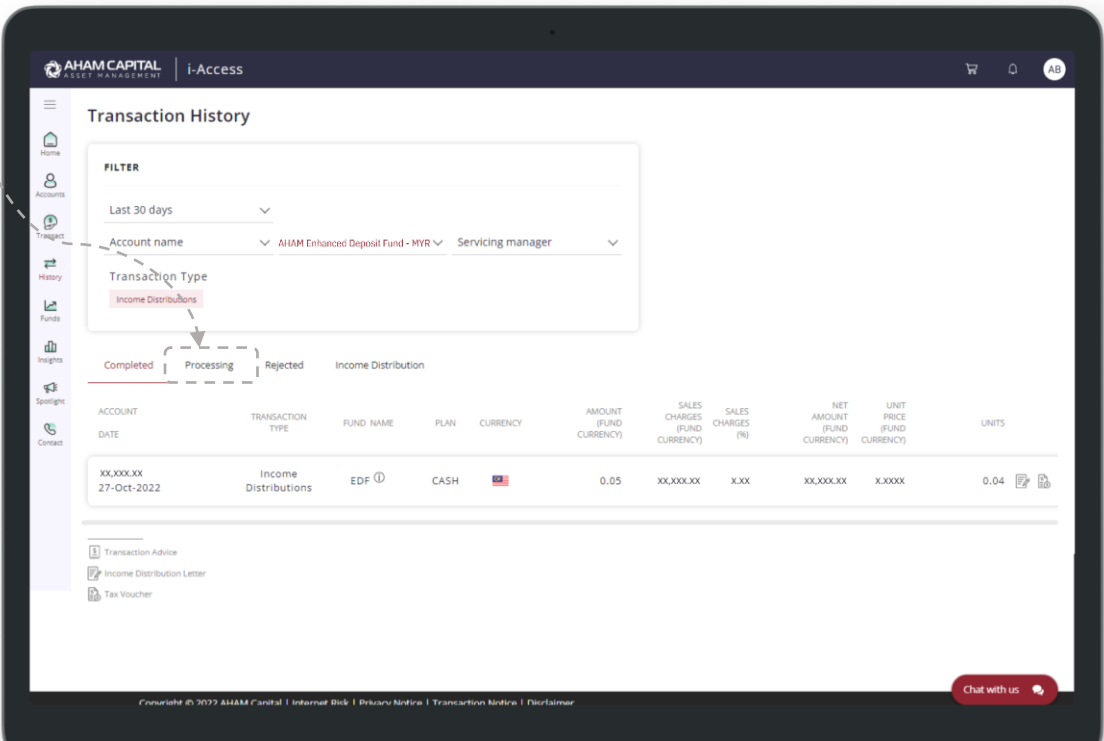 AHAM CAPITAL
ASSET MANAGEMENT
i-Access
AB
Home
Accounts
Transact
History
Funds
Insights
Spotlight
Contact
Transaction History
FILTER
Last 30 days
Account name
AHAM Enhanced Deposit Fund - MYR
Servicing manager
Transaction Type
Income Distributions
Completed
Processing
Rejected
Income Distribution
ACCOUNT
DATE
TRANSACTION
TYPE
FUND NAME
PLAN
CURRENCY
AMOUNT
(FUND
CURRENCY)
SALES
CHARGES
(FUND
CURRENCY)
SALES
CHARGES
(%)
NET
AMOUNT
(FUND
CURRENCY)
UNIT
PRICE
(FUND
CURRENCY)
UNITS
XX,XXX.XX
27-Oct-2022
Income
Distributions
EDF
CASH
0.05
XX,XXX.XX
X.XX
XX,XXX.XX
X.XXXX
0.04
Transaction Advice
Income Distribution Letter
Tax Voucher
Chat with us
Copyright © 2022 AHAM Capital | Internet Risk | Privacy Notice | Transaction Notice | Disclaimer